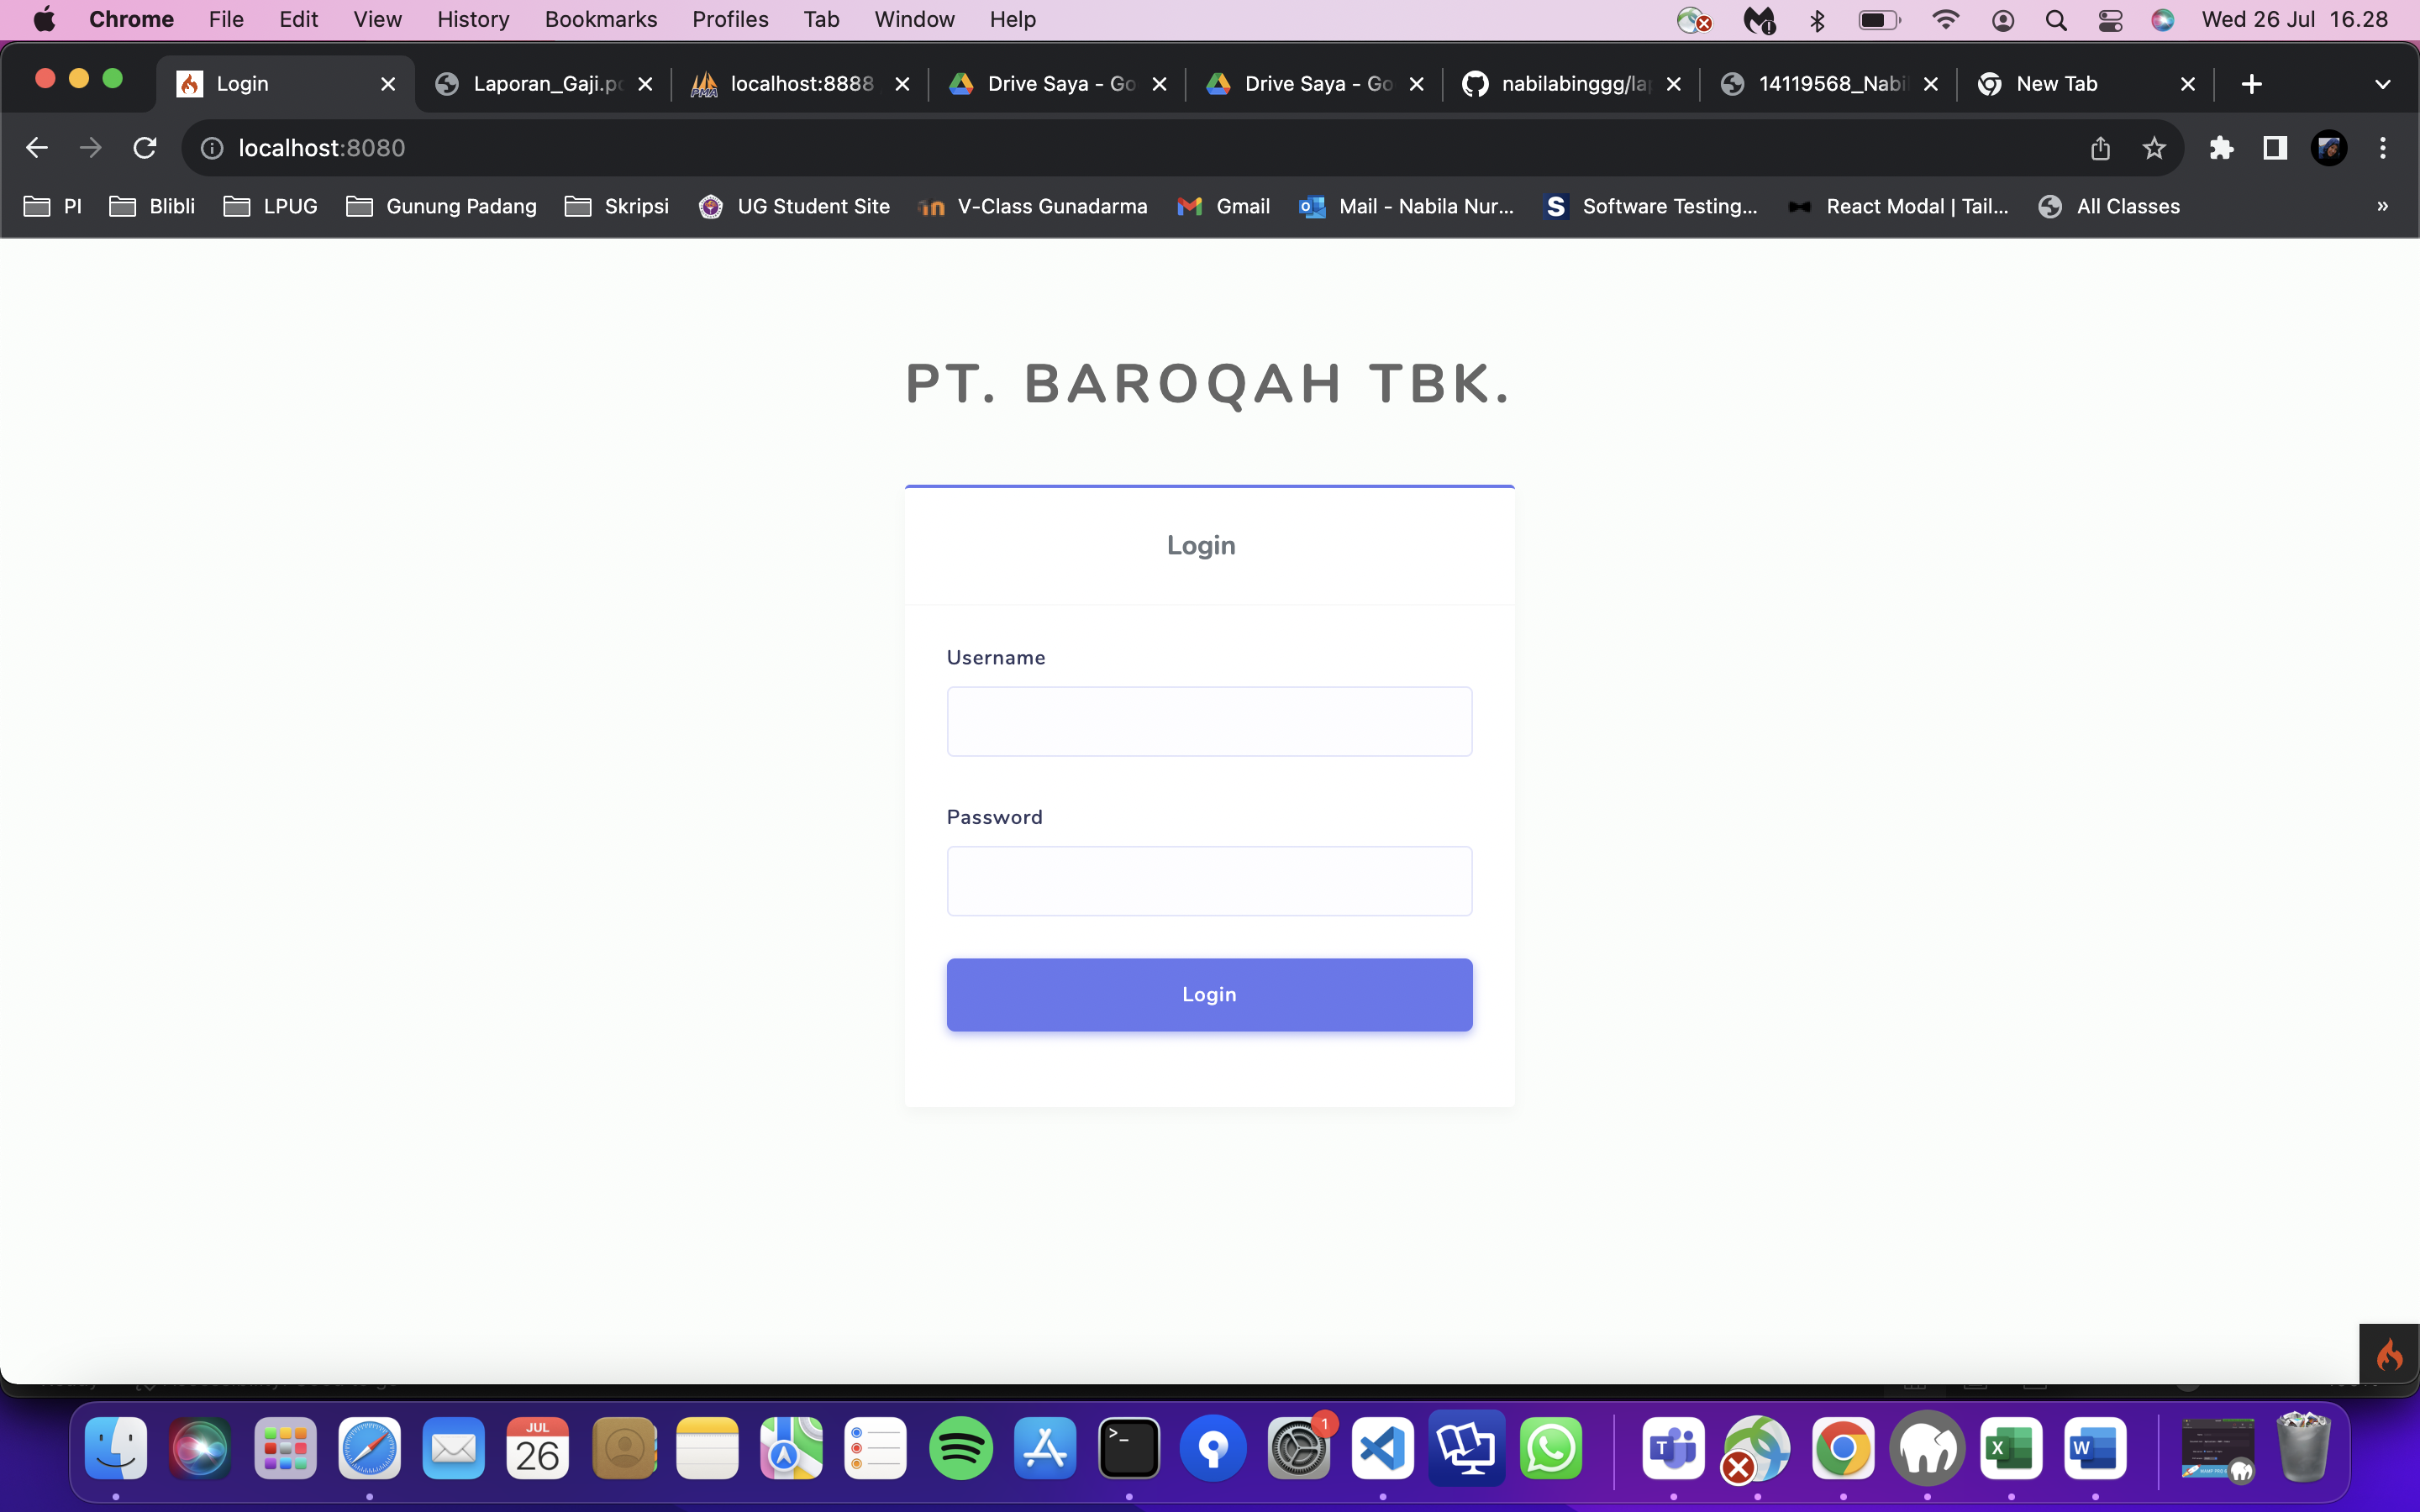 Chrome File Edit View History Bookmarks Profiles Tab Window Help Wed 26 Jul 16.28
Login Laporan_Gaji.p localhost:8888 Drive Saya - Go Drive Saya - Go nabilabinggg/la 14119568_Nabi New Tab
localhost:8080
PI Blibli LPUG Gunung Padang Skripsi UG Student Site V-Class Gunadarma Gmail Mail - Nabila Nur... Software Testing... React Modal | Tail... All Classes »
PT. BAROQAH TBK.
Login
Username
Password
Login
JUL
26
1